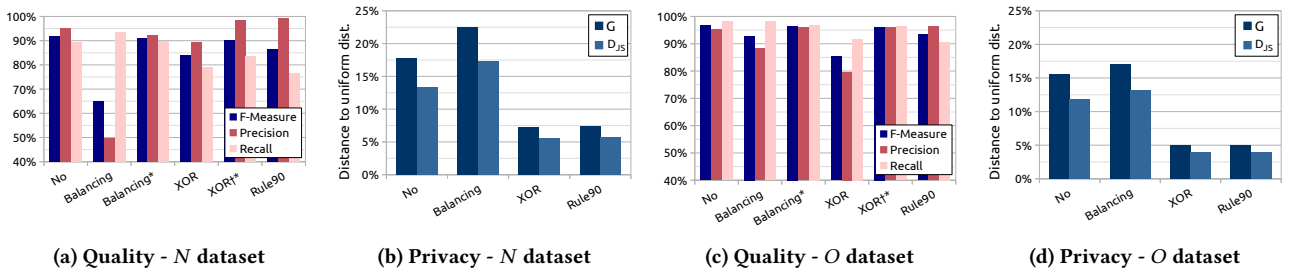 100%
90%
80%
70%
60%
50%
40%
F-Measure
Precision
Recall
No
Balancing
Balancing*
XOR
XOR†*
Rule90
(a) Quality - N dataset
Distance to uniform dist.
25%
20%
15%
10%
5%
0%
G
DJS
No
Balancing
XOR
Rule90
(b) Privacy - N dataset
100%
90%
80%
70%
60%
50%
40%
F-Measure
Precision
Recall
No
Balancing
Balancing*
XOR
XOR†*
Rule90
(c) Quality - O dataset
Distance to uniform dist.
25%
20%
15%
10%
5%
0%
G
DJS
No
Balancing
XOR
Rule90
(d) Privacy - O dataset